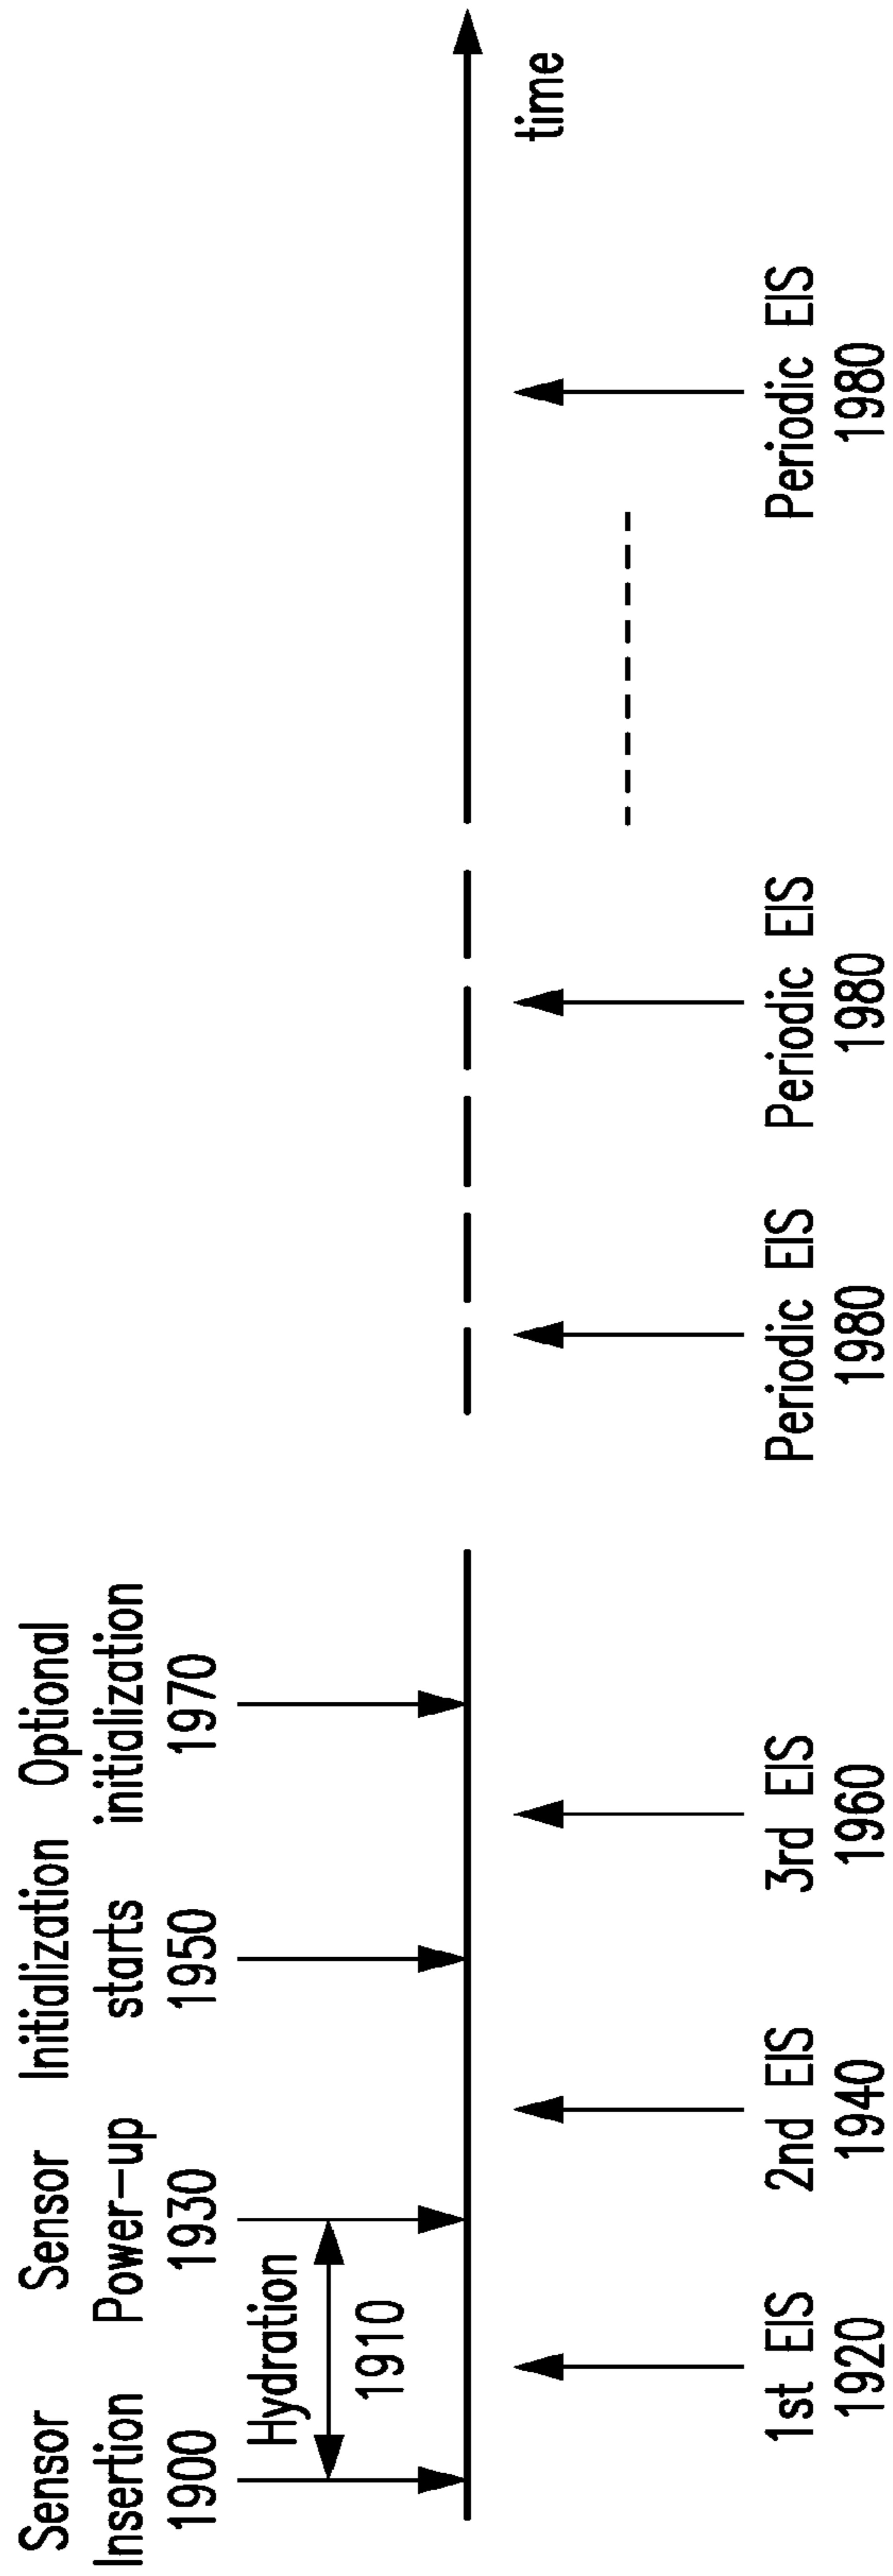 Sensor
Insertion
1900
Sensor
Power-up
1930
Initialization
starts
1950
Optional
initialization
1970
Hydration
1910
time
1st EIS
1920
2nd EIS
1940
3rd EIS
1960
Periodic EIS
1980
Periodic EIS
1980
Periodic EIS
1980